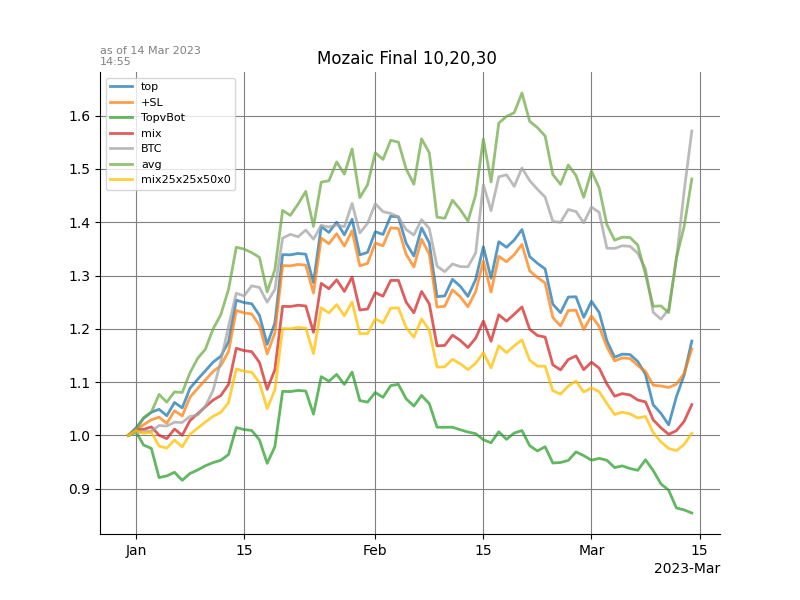 as of 14 Mar 2023
14:55
Mozaic Final 10,20,30
top
+SL
TopvBot
mix
BTC
avg
mix25x25x50x0
1.6
1.5
1.4
1.3
1.2
1.1
1.0
0.9
Jan
15
Feb
15
Mar
15
2023-Mar